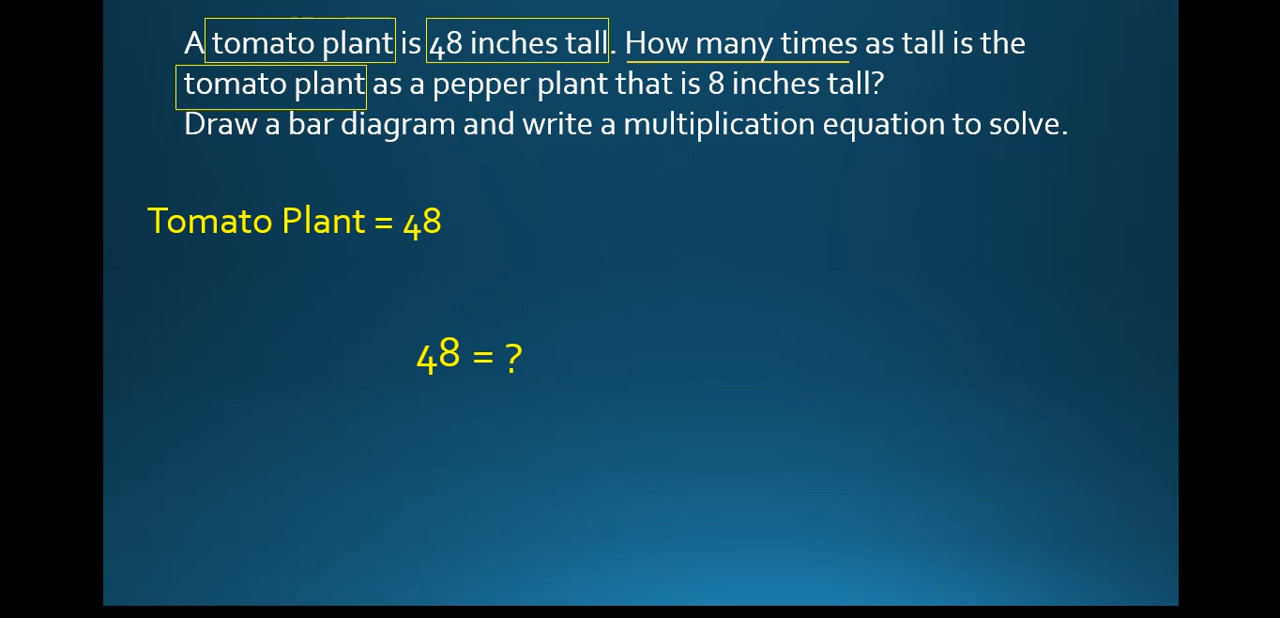 A tomato plant is 48 inches tall. How many times as tall is the
tomato plant as a pepper plant that is 8 inches tall?
Draw a bar diagram and write a multiplication equation to solve.
Tomato Plant = 48
48 = ?